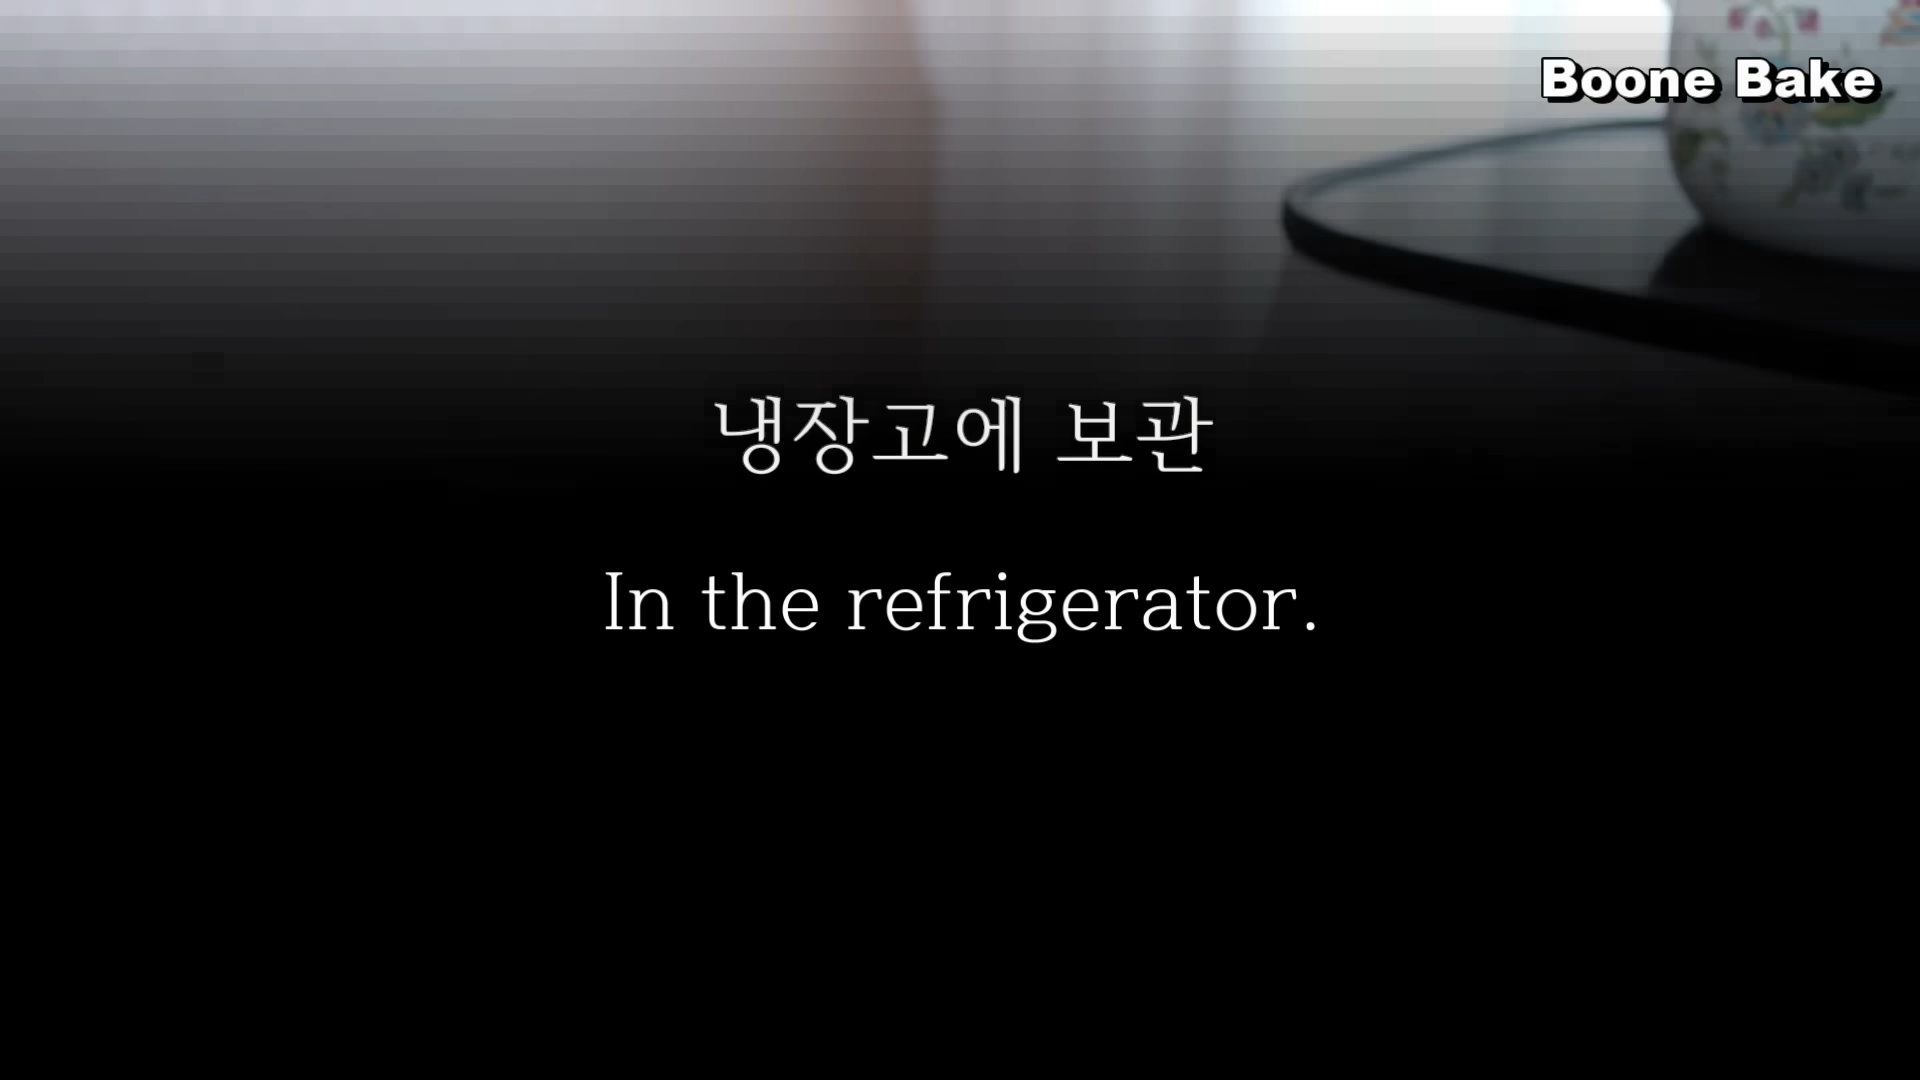 Boone Bake
냉장고에 보관
In the refrigerator.